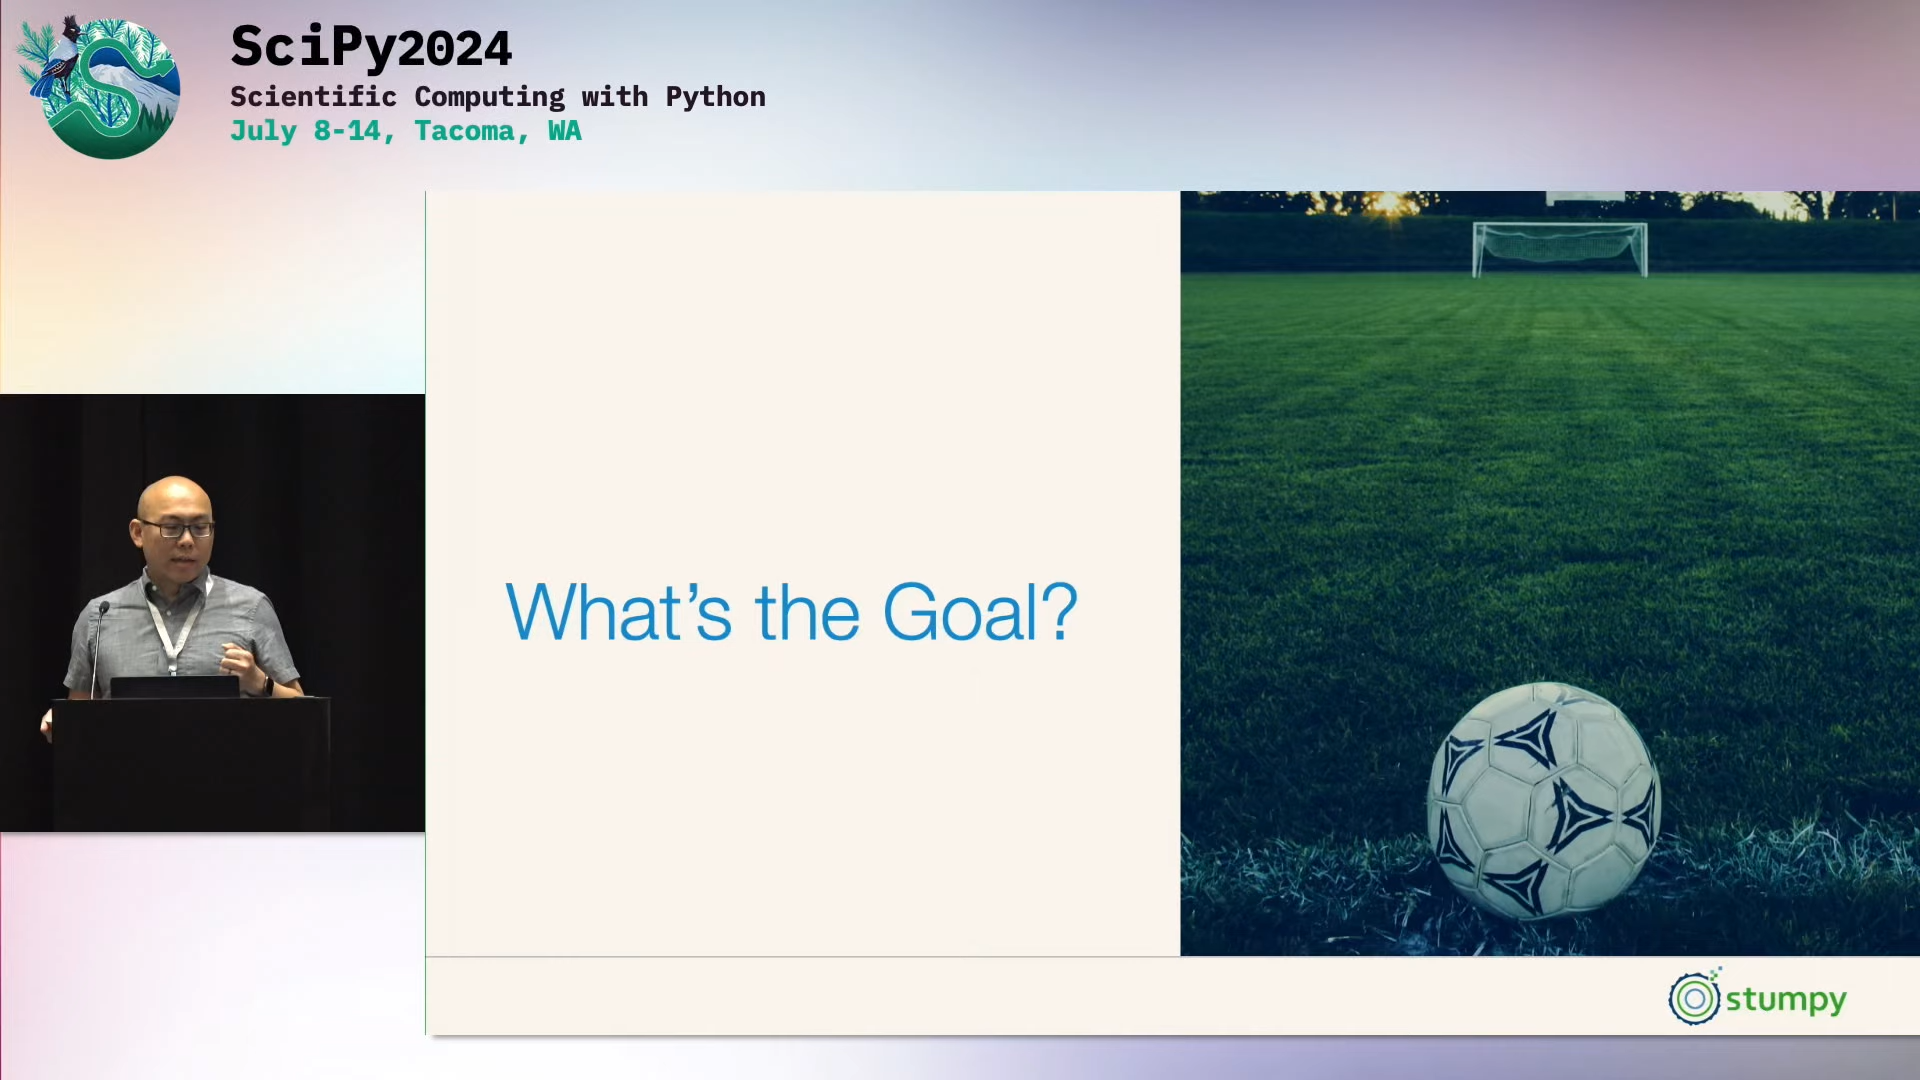 SciPy2024
Scientific Computing with Python
July 8-14, Tacoma, WA
What’s the Goal?
stumpy